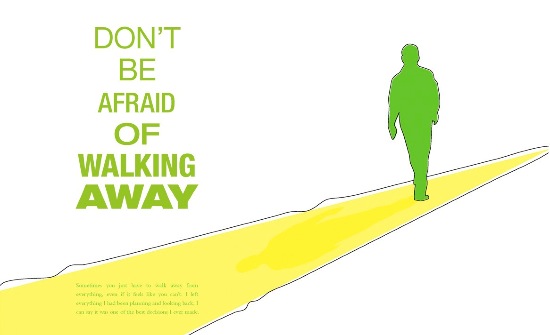 DON'T
BE
AFRAID
OF
WALKING
AWAY
Sometimes you just have to walk away from
everything, even if it feels like you can't. I left
everything I had been planning and looking back, I
can say it was one of the best decisions I ever made.